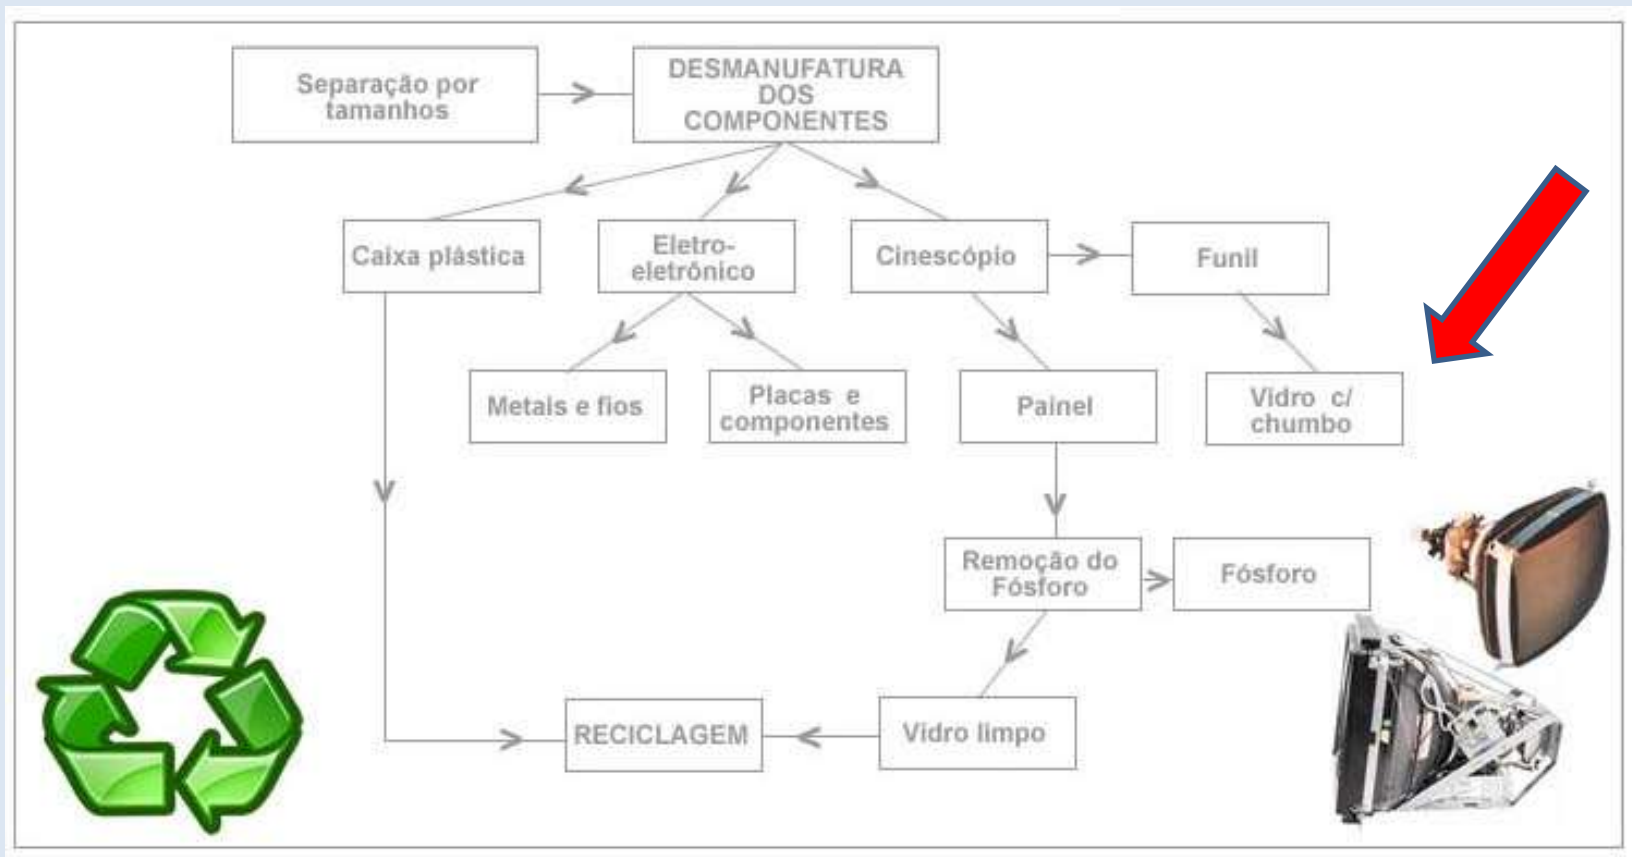 Separação por
tamanhos
DESMANUFATURA
DOS
COMPONENTES
Caixa plástica
Eletro-
eletrônico
Cinescópio
Funil
Metais e fios
Placas e
componentes
Painel
Vidro c/
chumbo
Remoção do
Fósforo
Fósforo
RECICLAGEM
Vidro limpo